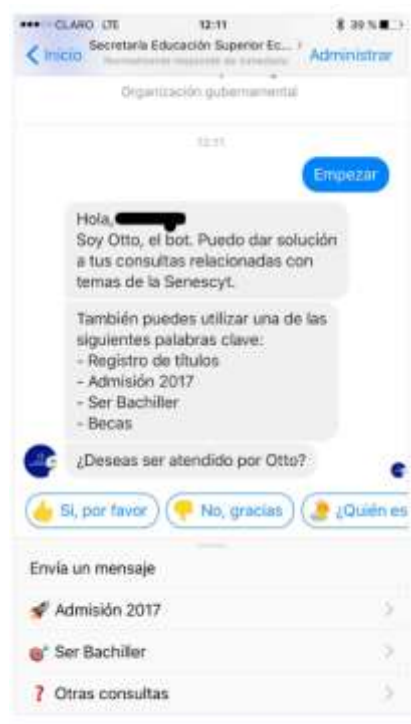 CLARO LTE 12:11 39 %
Inicio Secretaría Educación Superior Ec... Administrar
Organización gubernamental
12:11
Empezar
Hola,
Soy Otto, el bot. Puedo dar solución
a tus consultas relacionadas con
temas de la Senescyt.
También puedes utilizar una de las
siguientes palabras clave:
- Registro de títulos
- Admisión 2017
- Ser Bachiller
- Becas
¿Deseas ser atendido por Otto?
Si, por favor No, gracias ¿Quién es
Envía un mensaje
Admisión 2017
Ser Bachiller
Otras consultas